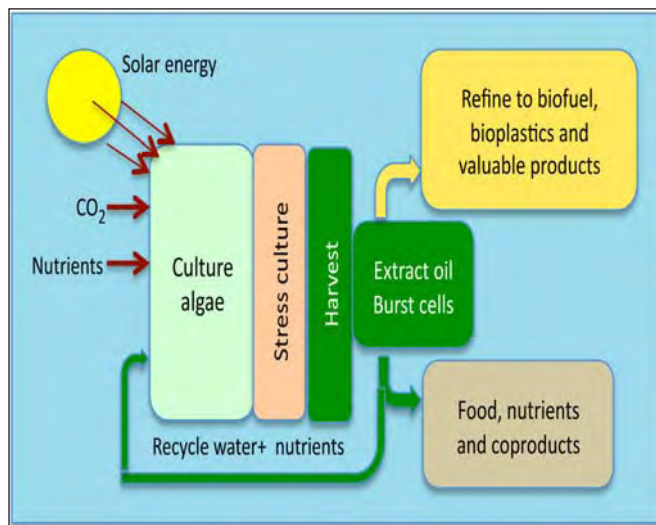 Solar energy
CO₂
Nutrients
Culture
algae
Stress culture
Harvest
Extract oil
Burst cells
Refine to biofuel,
bioplastics and
valuable products
Food, nutrients
and coproducts
Recycle water+ nutrients